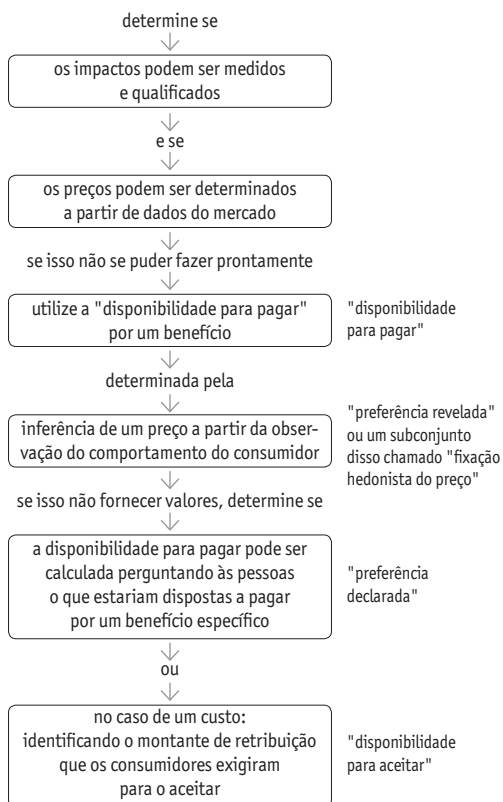 determine se
os impactos podem ser medidos
e qualificados
e se
os preços podem ser determinados
a partir de dados do mercado
se isso não se puder fazer prontamente
utilize a "disponibilidade para pagar"
por um benefício
"disponibilidade
para pagar"
determinada pela
inferência de um preço a partir da obser-
vação do comportamento do consumidor
"preferência revelada"
ou um subconjunto
disso chamado "fixação
hedonista do preço"
se isso não fornecer valores, determine se
a disponibilidade para pagar pode ser
calculada perguntando às pessoas
o que estariam dispostas a pagar
por um benefício específico
"preferência
declarada"
ou
no caso de um custo:
identificando o montante de retribuição
que os consumidores exigiram
para o aceitar
"disponibilidade
para aceitar"